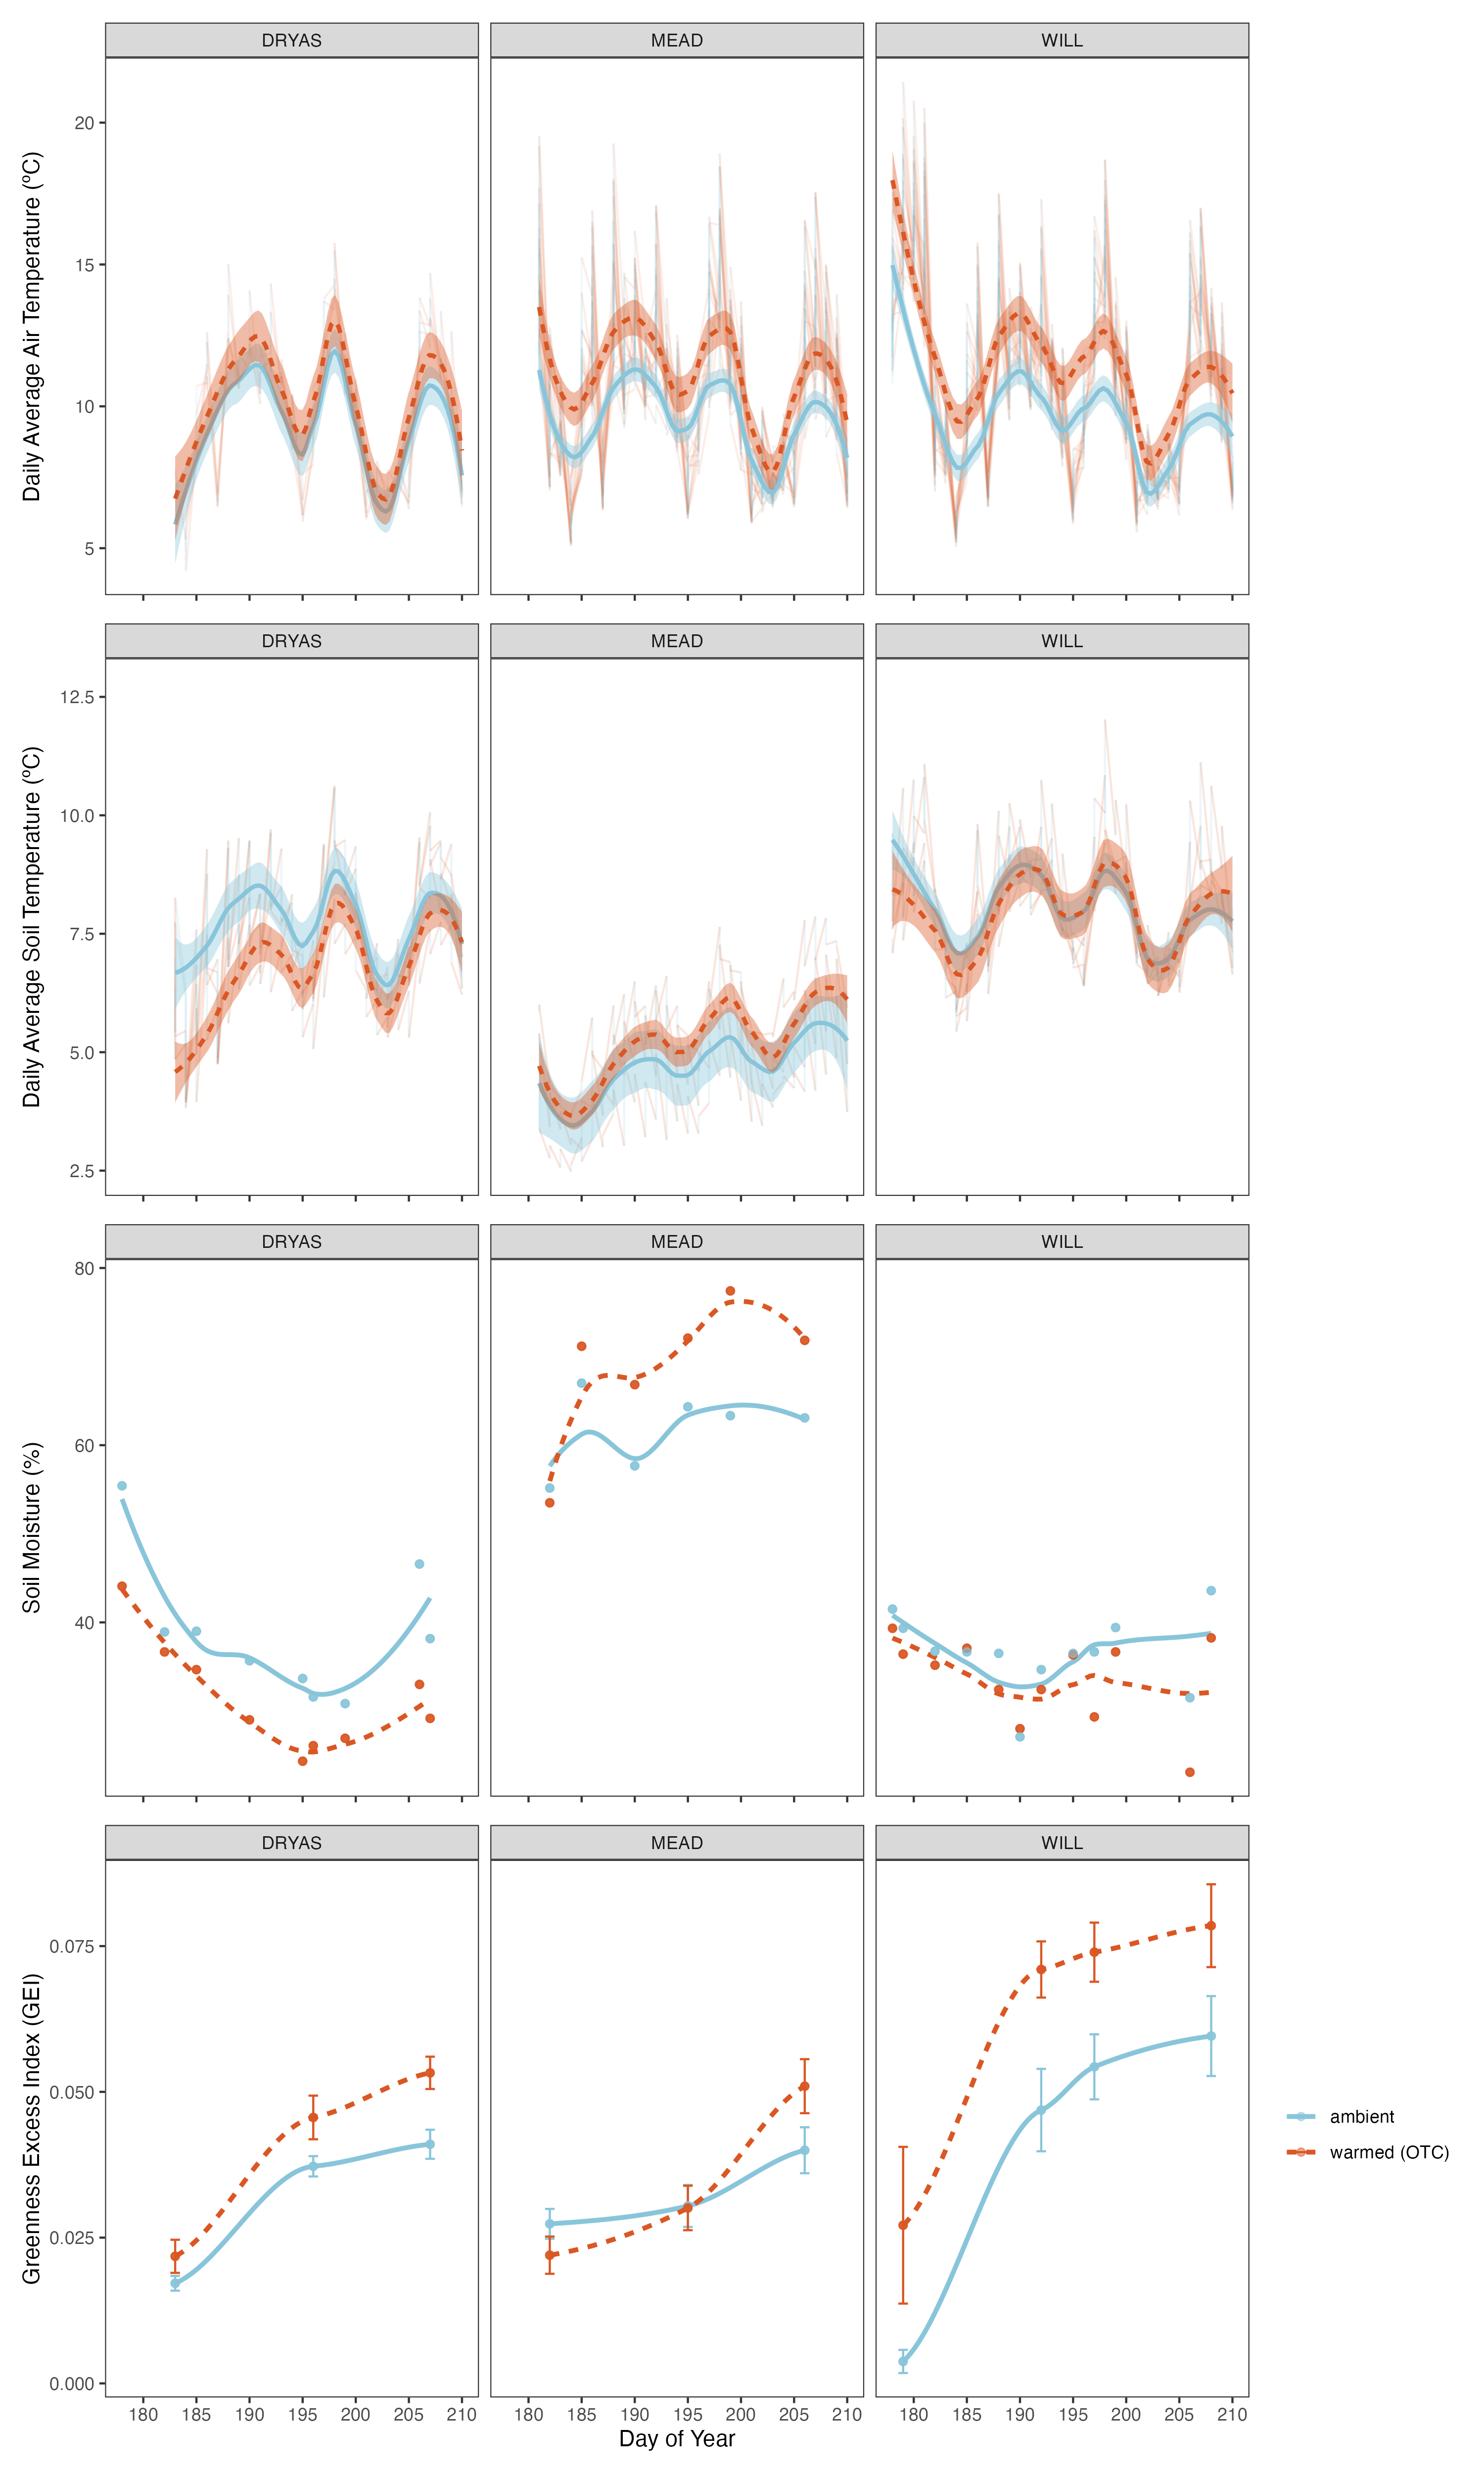 DRYAS MEAD WILL
Daily Average Air Temperature (ºC)
20
15
10
5
DRYAS MEAD WILL
Daily Average Soil Temperature (ºC)
12.5
10.0
7.5
5.0
2.5
DRYAS MEAD WILL
Soil Moisture (%)
80
60
40
DRYAS MEAD WILL
Greenness Excess Index (GEI)
0.075
0.050
0.025
0.000
180 185 190 195 200 205 210 180 185 190 195 200 205 210 180 185 190 195 200 205 210
Day of Year
ambient
warmed (OTC)